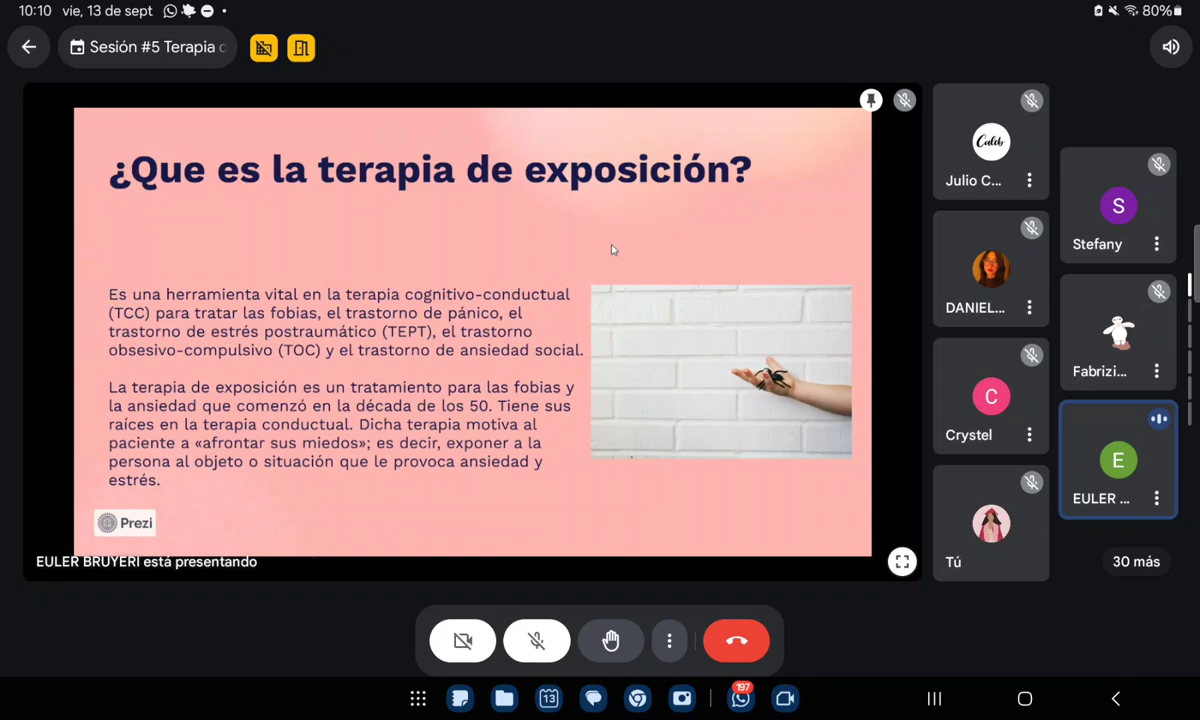 10:10 vie, 13 de sept
80%
Sesión #5 Terapia
¿Que es la terapia de exposición?
Es una herramienta vital en la terapia cognitivo-conductual
(TCC) para tratar las fobias, el trastorno de pánico, el
trastorno de estrés postraumático (TEPT), el trastorno
obsesivo-compulsivo (TOC) y el trastorno de ansiedad social.
La terapia de exposición es un tratamiento para las fobias y
la ansiedad que comenzó en la década de los 50. Tiene sus
raíces en la terapia conductual. Dicha terapia motiva al
paciente a «afrontar sus miedos»; es decir, exponer a la
persona al objeto o situación que le provoca ansiedad y
estrés.
Prezi
EULER BRUYERI está presentando
Caleb
Julio C...
DANIEL...
Crystel
C
Tú
S
Stefany
Fabrizi...
E
EULER ...
30 más
13
197